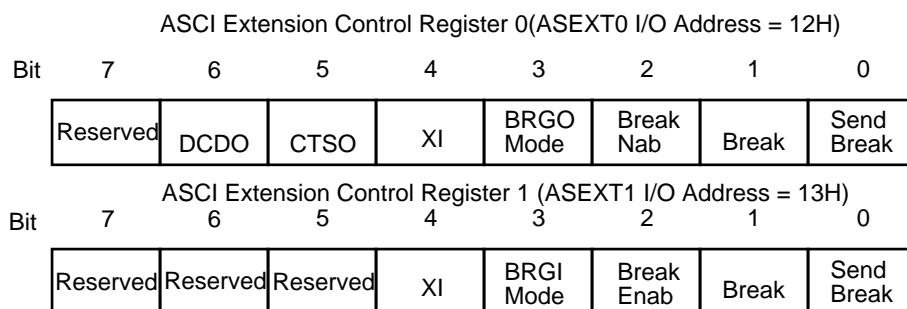 ASCI Extension Control Register 0(ASEXT0 I/O Address = 12H)
Bit 7 6 5 4 3 2 1 0
Reserved DCDO CTSO XI BRGO Mode Break Nab Break Send Break
ASCI Extension Control Register 1 (ASEXT1 I/O Address = 13H)
Bit 7 6 5 4 3 2 1 0
Reserved Reserved Reserved XI BRGI Mode Break Enab Break Send Break